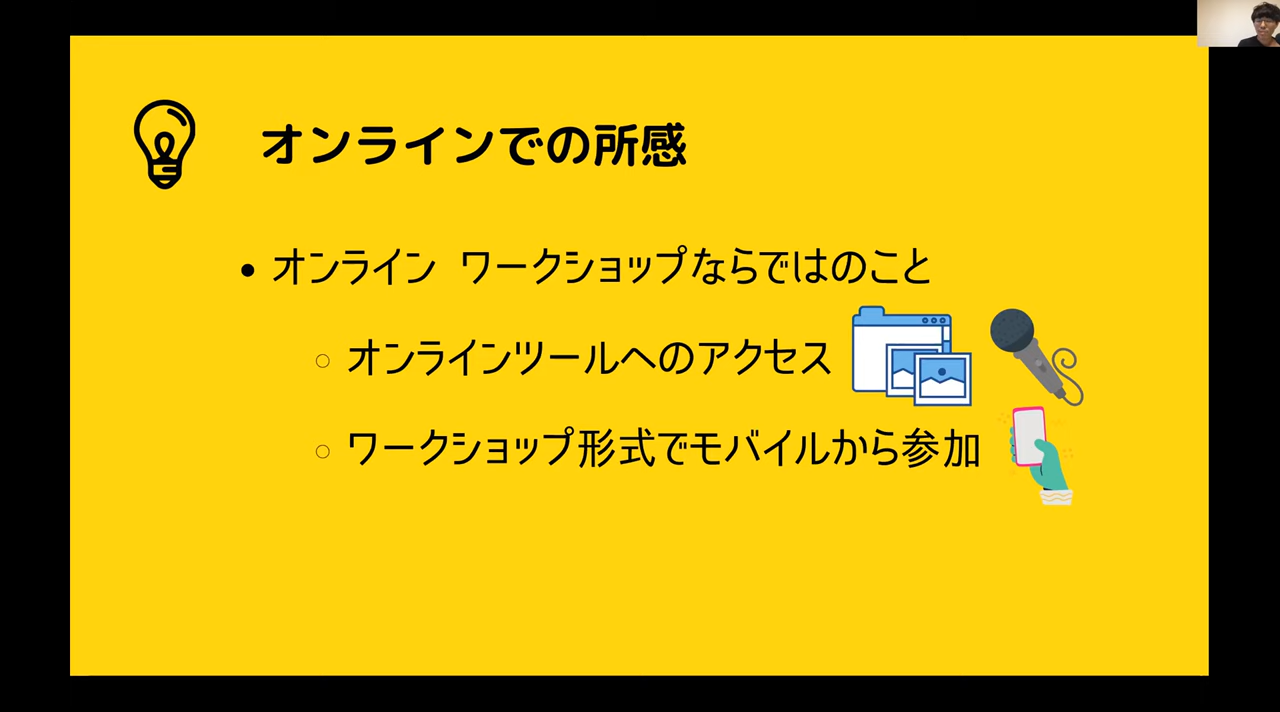 オンラインでの所感
オンライン ワークショップならではのこと
オンラインツールへのアクセス
ワークショップ形式でモバイルから参加